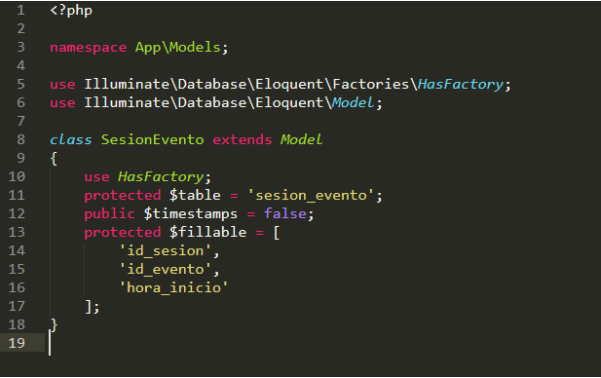 1 <?php
2
3 namespace App\Models;
4
5 use Illuminate\Database\Eloquent\Factories\HasFactory;
6 use Illuminate\Database\Eloquent\Model;
7
8 class SesionEvento extends Model
9 {
10 use HasFactory;
11 protected $table = 'sesion_evento';
12 public $timestamps = false;
13 protected $fillable = [
14 'id_sesion',
15 'id_evento',
16 'hora_inicio'
17 ];
18 }
19